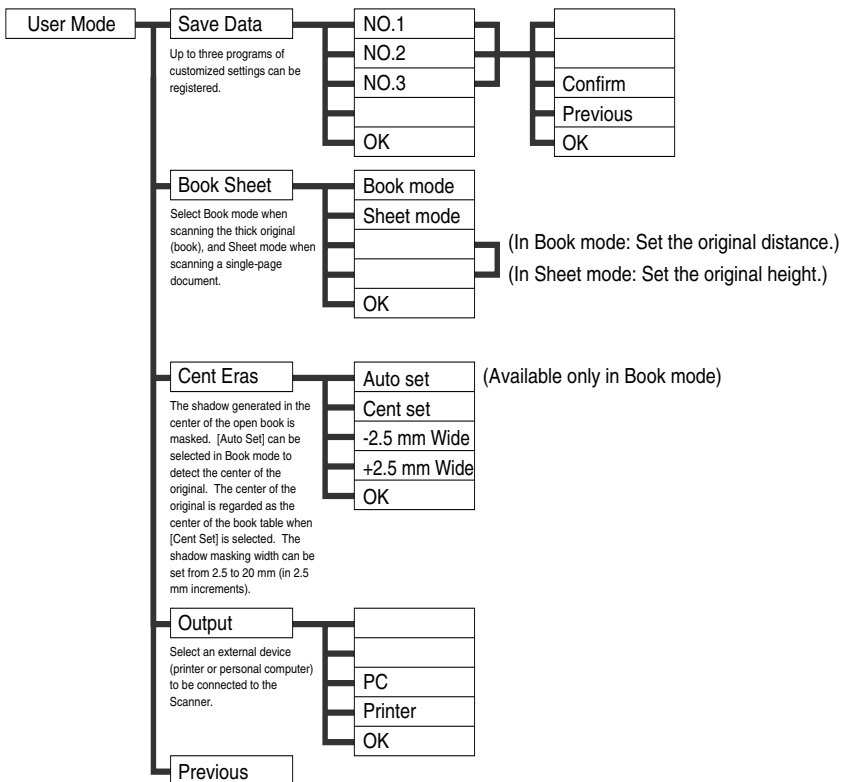 User Mode
Save Data
Up to three programs of
customized settings can be
registered.
NO.1
NO.2
NO.3
OK
Confirm
Previous
OK
Book Sheet
Select Book mode when
scanning the thick original
(book), and Sheet mode when
scanning a single-page
document.
Book mode
Sheet mode
OK
(In Book mode: Set the original distance.)
(In Sheet mode: Set the original height.)
Cent Eras
The shadow generated in the
center of the open book is
masked.  [Auto Set] can be
selected in Book mode to
detect the center of the
original.  The center of the
original is regarded as the
center of the book table when
[Cent Set] is selected.  The
shadow masking width can be
set from 2.5 to 20 mm (in 2.5
mm increments).
Auto set
Cent set
-2.5 mm Wide
+2.5 mm Wide
OK
(Available only in Book mode)
Output
Select an external device
(printer or personal computer)
to be connected to the
Scanner.
PC
Printer
OK
Previous